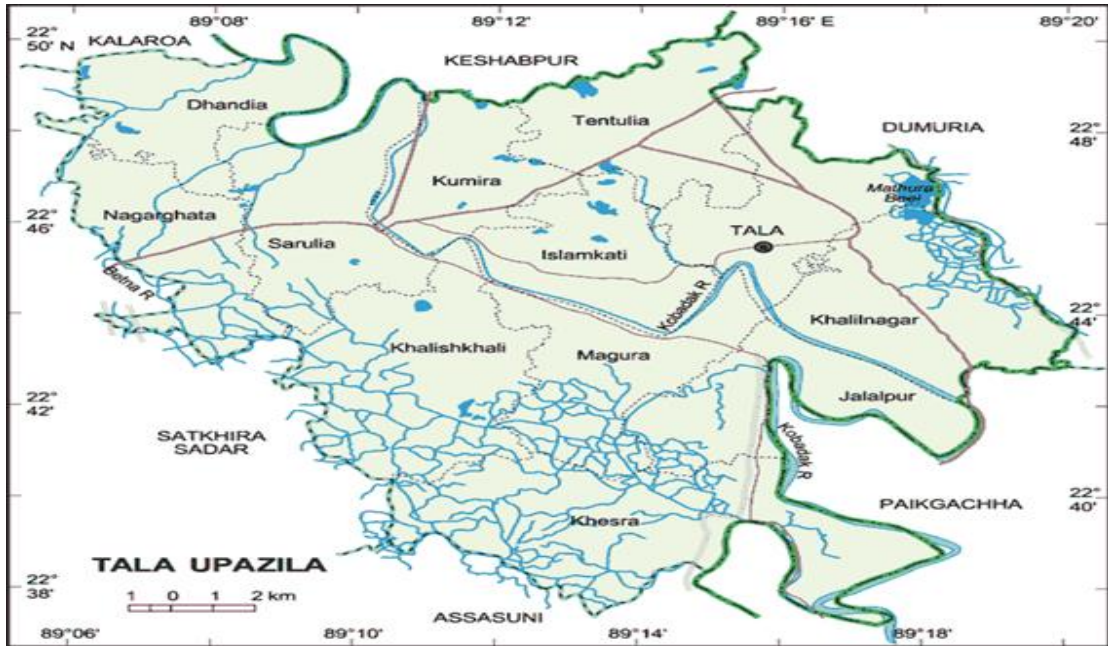 89°08'
89°12'
89°16' E
89°20'
22°
50' N
KALAROA
KESHABPUR
Dhandia
Tentulia
DUMURIA
22°
48'
Kumira
Mathura
Beel
Nagarghata
22°
46'
Sarulia
Islamkati
TALA
Betna R
Kobadak R
Khalilnagar
22°
44'
Khalishkhali
Magura
Jalalpur
22°
42'
SATKHIRA
SADAR
Kobadak R
PAIKGACHHA
22°
40'
Khesra
TALA UPAZILA
22°
38'
1 0 1 2 km
ASSASUNI
89°06'
89°10'
89°14'
89°18'